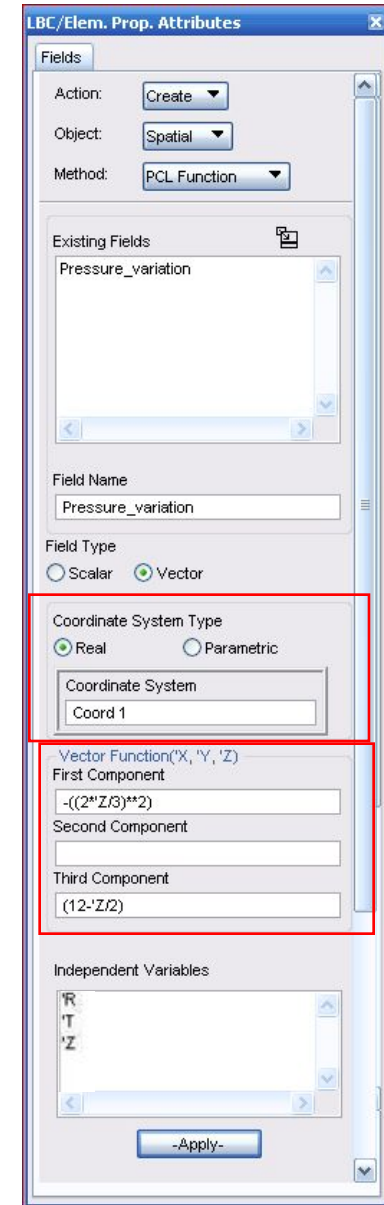 LBC/Elem. Prop. Attributes
Fields
Action: Create
Object: Spatial
Method: PCL Function
Existing Fields
Pressure_variation
Field Name
Pressure_variation
Field Type
Scalar Vector
Coordinate System Type
Real Parametric
Coordinate System
Coord 1
Vector Function('X, 'Y, 'Z)
First Component
-((2*'Z/3)**2)
Second Component
Third Component
(12-'Z/2)
Independent Variables
'R
'T
'Z
-Apply-